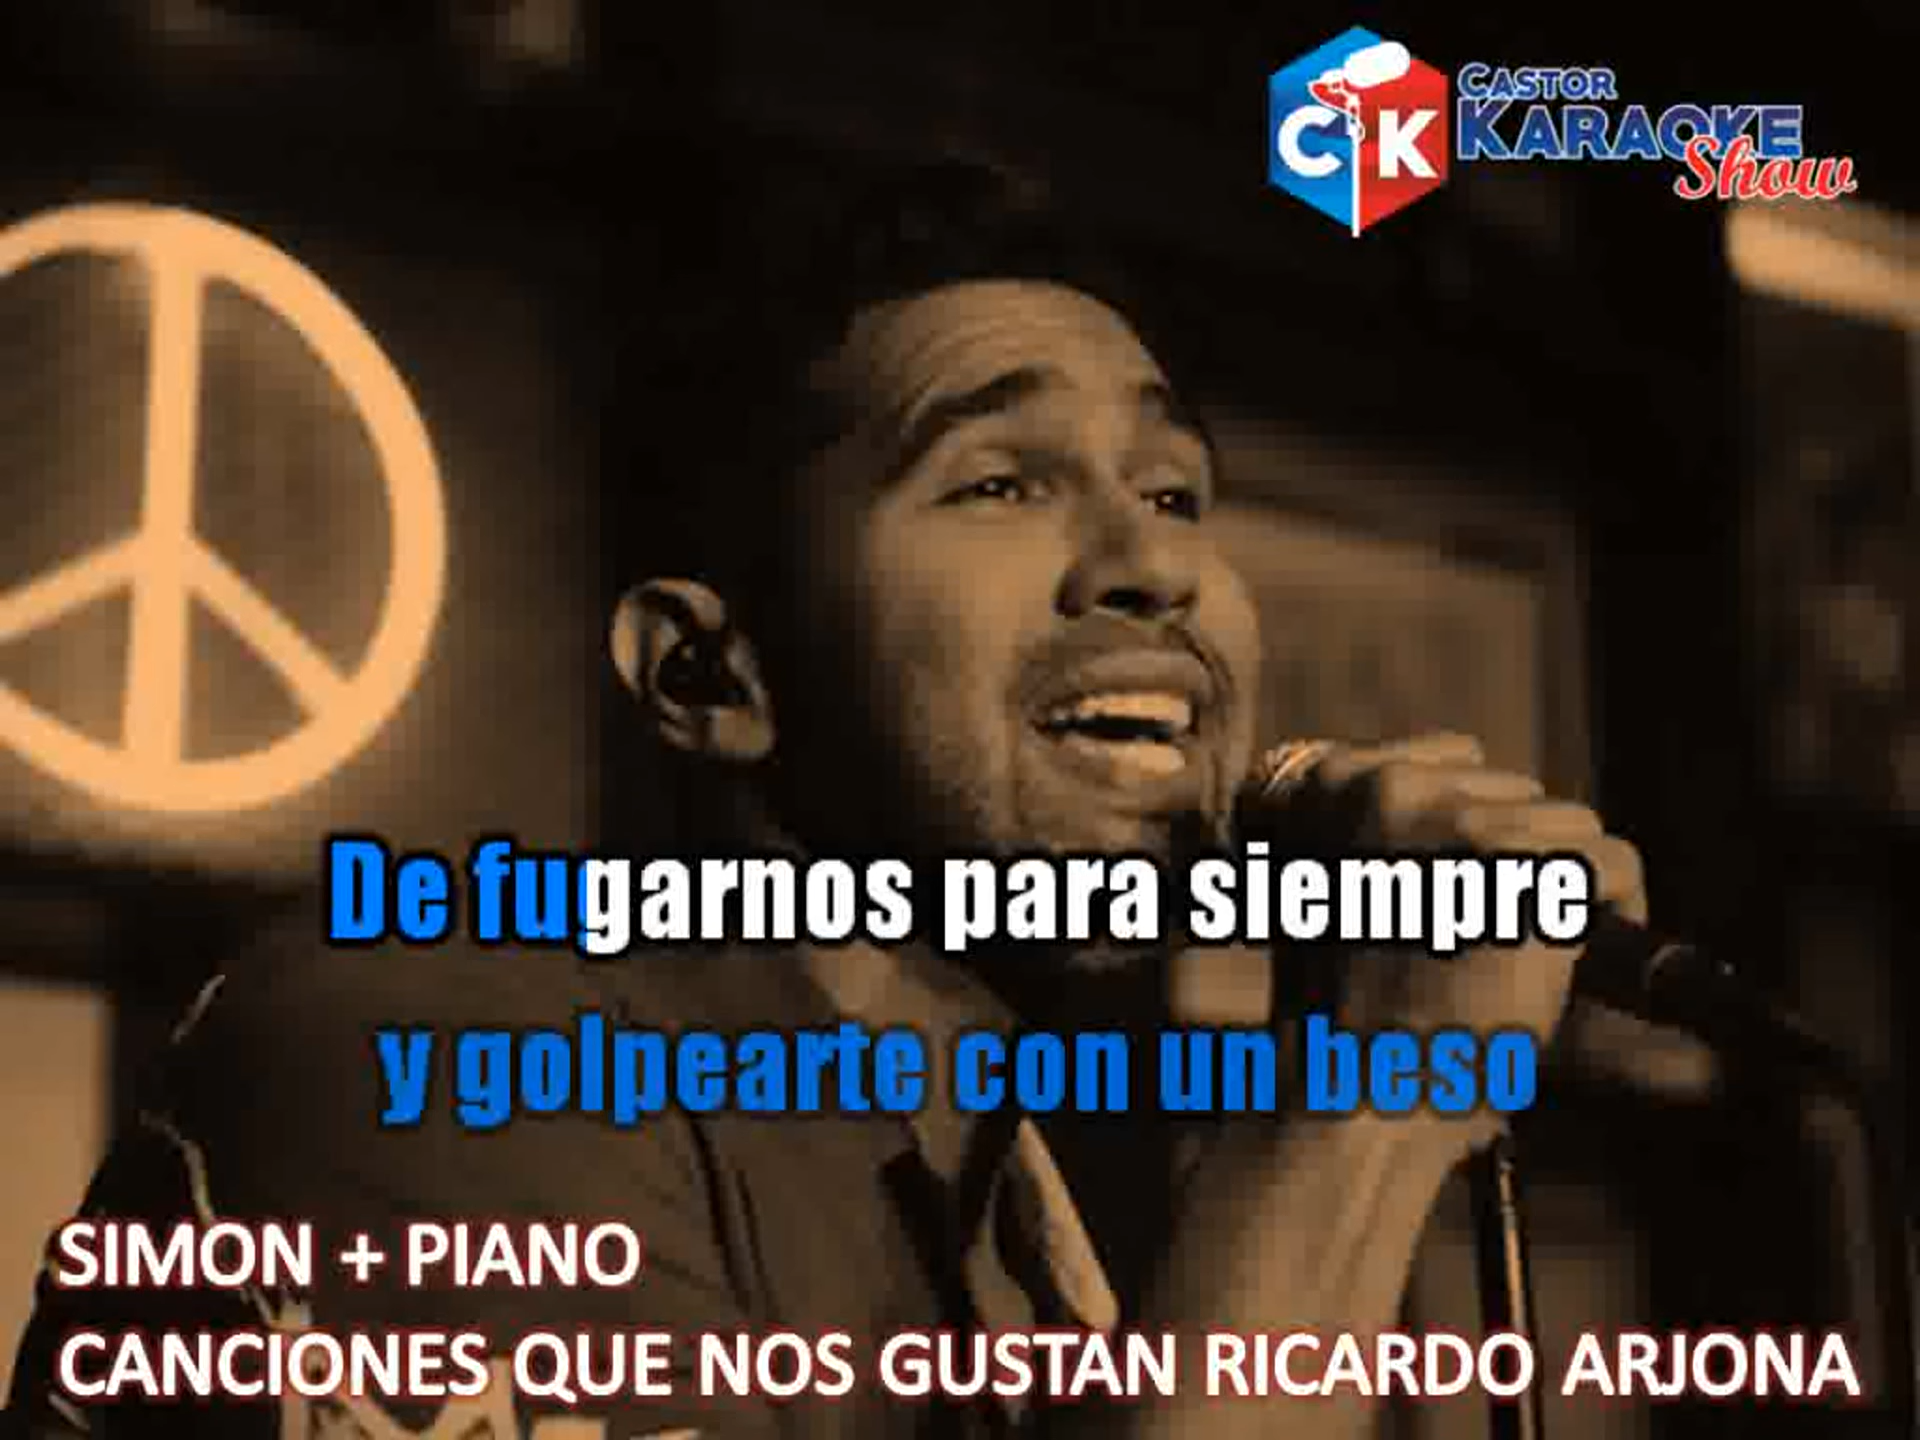 CASTOR
CK KARAOKE
Show
De fugarnos para siempre
y golpearte con un beso
SIMON + PIANO
CANCIONES QUE NOS GUSTAN RICARDO ARJONA